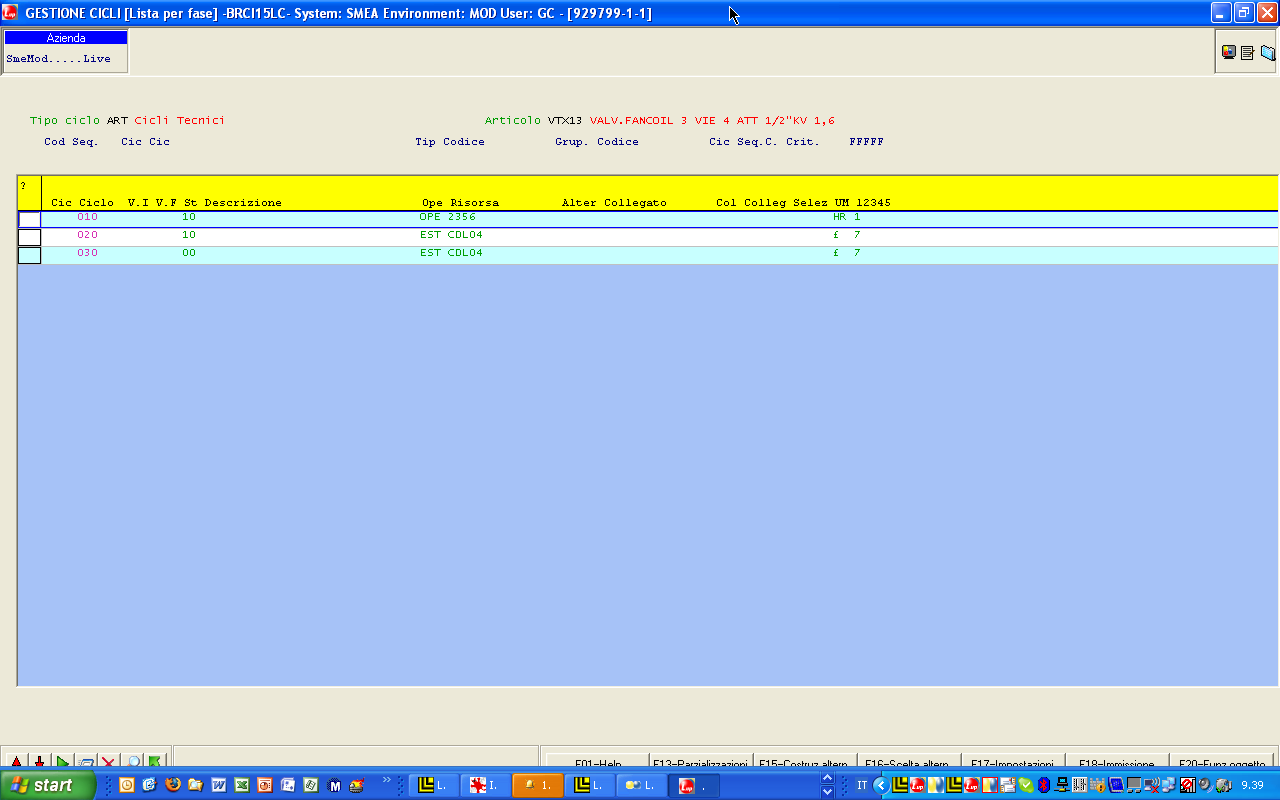 GESTIONE CICLI [Lista per fase] -BRCI15LC- System: SMEA Environment: MOD User: GC - [929799-1-1]
Azienda
SmeMod.....Live
Tipo ciclo ART Cicli Tecnici Articolo VTX13 VALV.FANCOIL 3 VIE 4 ATT 1/2"KV 1,6
Cod Seq. Cic Cic Tip Codice Grup. Codice Cic Seq.C. Crit. FFFFF
?
Cic Ciclo V.I V.F St Descrizione Ope Risorsa Alter Collegato Col Colleg Selez UM 12345
010 10 OPE 2356 HR 1
020 10 EST CDL04 £ 7
030 00 EST CDL04 £ 7
F01=Help F13=Parzializzazioni F15=Costruz.altern. F16=Scelta altern. F17=Impostazioni F18=Immissione F20=Funz.oggetto
start L. I. 1. L. L. . IT 9.39